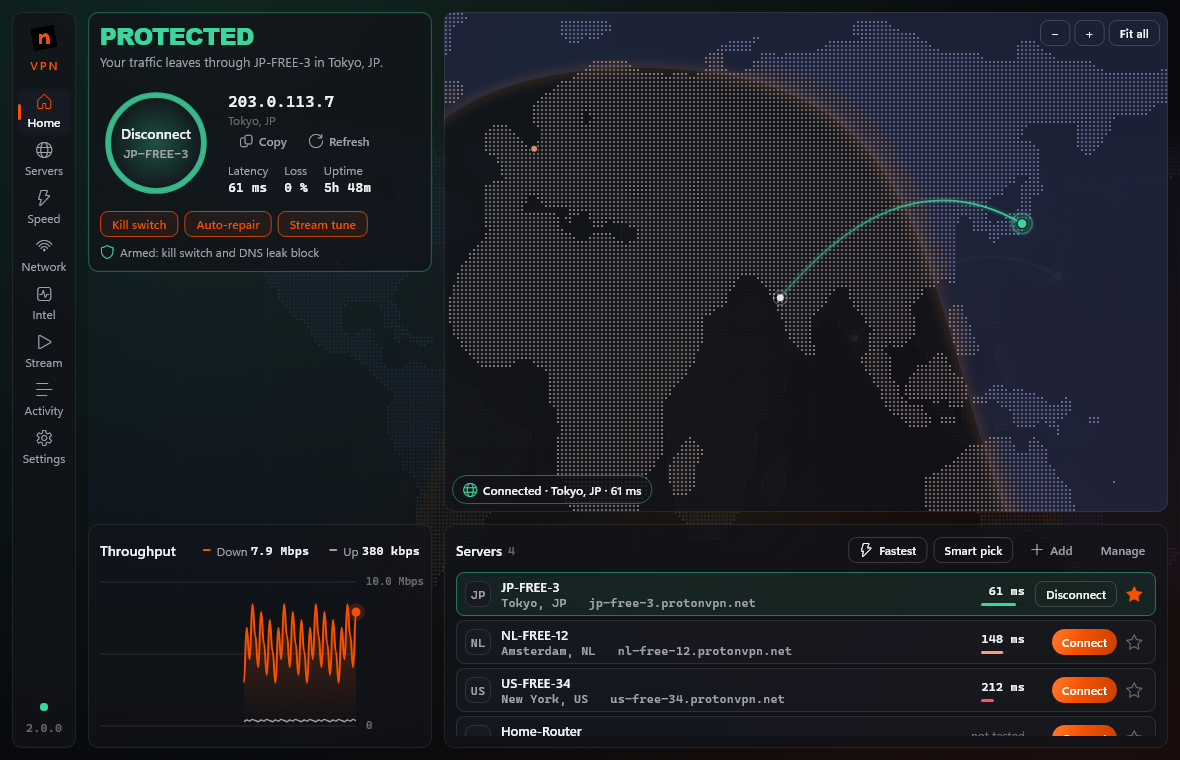 n
VPN
Home
Servers
Speed
Network
Intel
Stream
Activity
Settings
2.0.0
PROTECTED
Your traffic leaves through JP-FREE-3 in Tokyo, JP.
Disconnect
JP-FREE-3
203.0.113.7
Tokyo, JP
Copy Refresh
Latency Loss Uptime
61 ms 0 % 5h 48m
Kill switch Auto-repair Stream tune
Armed: kill switch and DNS leak block
− + Fit all
Connected · Tokyo, JP · 61 ms
Throughput Down 7.9 Mbps Up 380 kbps
10.0 Mbps
0
Servers 4 Fastest Smart pick Add Manage
JP JP-FREE-3 61 ms Disconnect
Tokyo, JP jp-free-3.protonvpn.net
NL NL-FREE-12 148 ms Connect
Amsterdam, NL nl-free-12.protonvpn.net
US US-FREE-34 212 ms Connect
New York, US us-free-34.protonvpn.net
Home-Router not tested